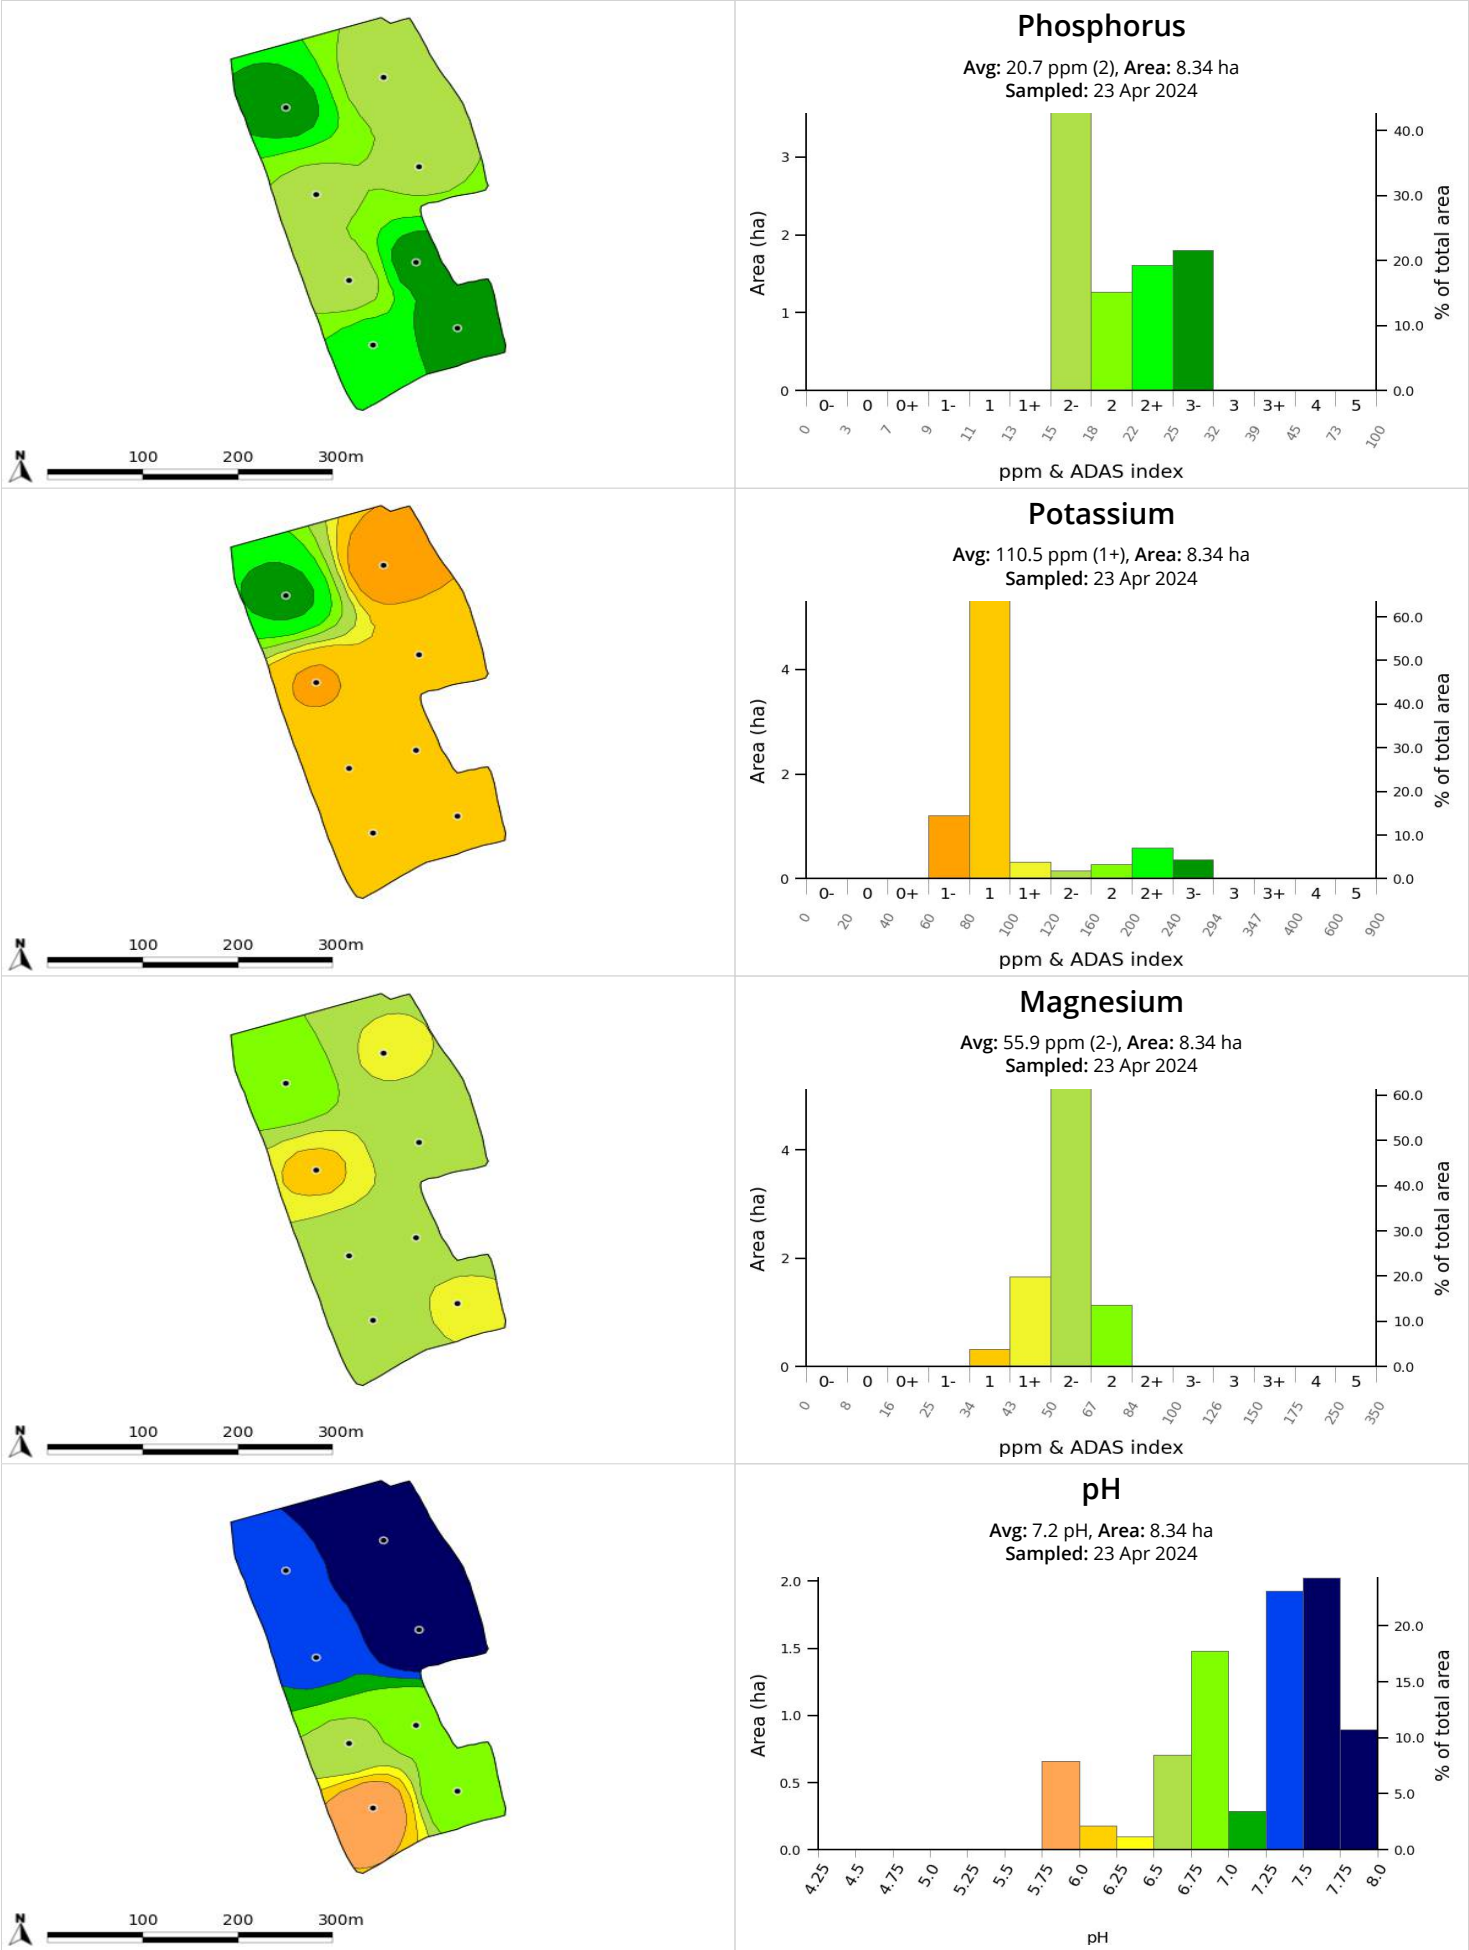 Phosphorus
Avg: 20.7 ppm (2), Area: 8.34 ha
Sampled: 23 Apr 2024
3
2
1
0
Area (ha)
40.0
30.0
20.0
10.0
0.0
% of total area
0- 0 0+ 1- 1 1+ 2- 2 2+ 3- 3 3+ 4 5
0 3 7 9 11 13 15 18 22 25 32 39 45 73 100
ppm & ADAS index
N 100 200 300m
Potassium
Avg: 110.5 ppm (1+), Area: 8.34 ha
Sampled: 23 Apr 2024
4
2
0
Area (ha)
60.0
50.0
40.0
30.0
20.0
10.0
0.0
% of total area
0- 0 0+ 1- 1 1+ 2- 2 2+ 3- 3 3+ 4 5
0 20 40 60 80 100 120 160 200 240 294 347 400 600 900
ppm & ADAS index
N 100 200 300m
Magnesium
Avg: 55.9 ppm (2-), Area: 8.34 ha
Sampled: 23 Apr 2024
4
2
0
Area (ha)
60.0
50.0
40.0
30.0
20.0
10.0
0.0
% of total area
0- 0 0+ 1- 1 1+ 2- 2 2+ 3- 3 3+ 4 5
0 8 16 25 34 43 50 67 84 100 126 150 175 250 350
ppm & ADAS index
N 100 200 300m
pH
Avg: 7.2 pH, Area: 8.34 ha
Sampled: 23 Apr 2024
2.0
1.5
1.0
0.5
0.0
Area (ha)
20.0
15.0
10.0
5.0
0.0
% of total area
4.25 4.5 4.75 5.0 5.25 5.5 5.75 6.0 6.25 6.5 6.75 7.0 7.25 7.5 7.75 8.0
pH
N 100 200 300m